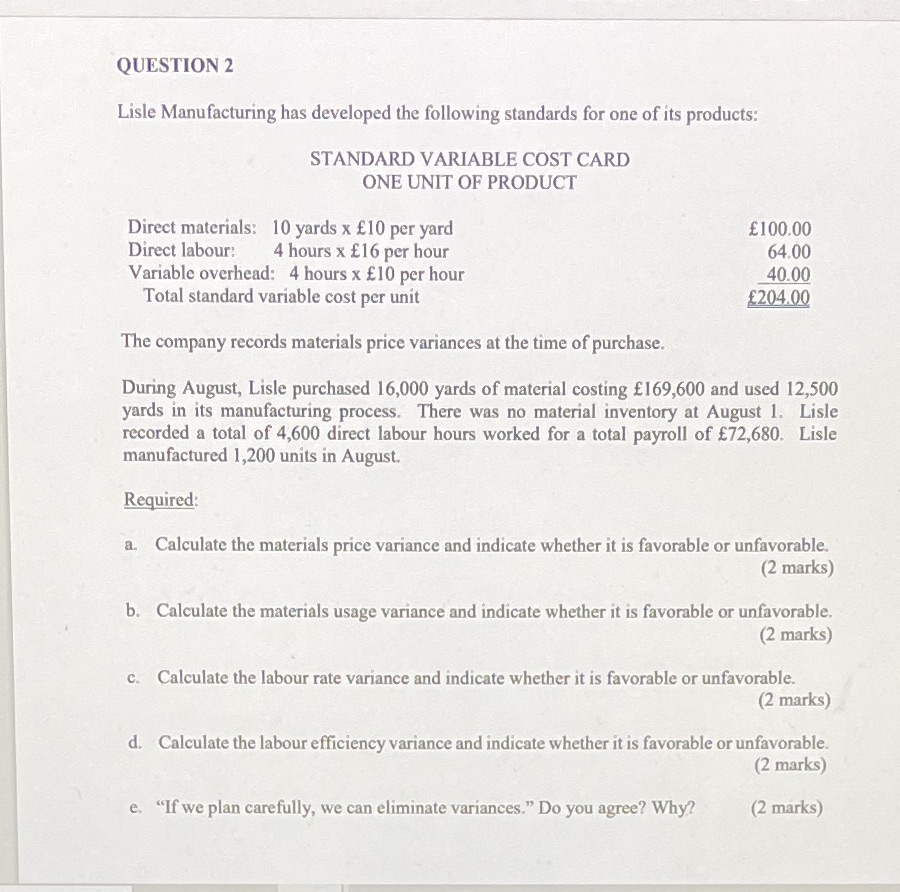 QUESTION 2
Lisle Manufacturing has developed the following standards for one of its products:
STANDARD VARIABLE COST CARD
ONE UNIT OF PRODUCT
Direct materials: 10 yards x £10 per yard £100.00
Direct labour: 4 hours x £16 per hour 64.00
Variable overhead: 4 hours x £10 per hour 40.00
Total standard variable cost per unit £204.00
The company records materials price variances at the time of purchase.
During August, Lisle purchased 16,000 yards of material costing £169,600 and used 12,500
yards in its manufacturing process. There was no material inventory at August 1. Lisle
recorded a total of 4,600 direct labour hours worked for a total payroll of £72,680. Lisle
manufactured 1,200 units in August.
Required:
a. Calculate the materials price variance and indicate whether it is favorable or unfavorable.
(2 marks)
b. Calculate the materials usage variance and indicate whether it is favorable or unfavorable.
(2 marks)
c. Calculate the labour rate variance and indicate whether it is favorable or unfavorable.
(2 marks)
d. Calculate the labour efficiency variance and indicate whether it is favorable or unfavorable.
(2 marks)
e. “If we plan carefully, we can eliminate variances.” Do you agree? Why? (2 marks)